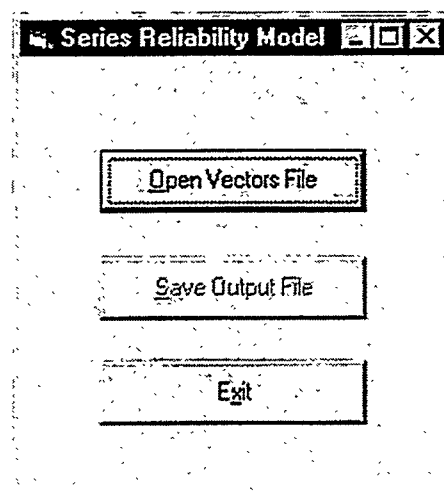 Series Reliability Model
Open Vectors File
Save Output File
Exit